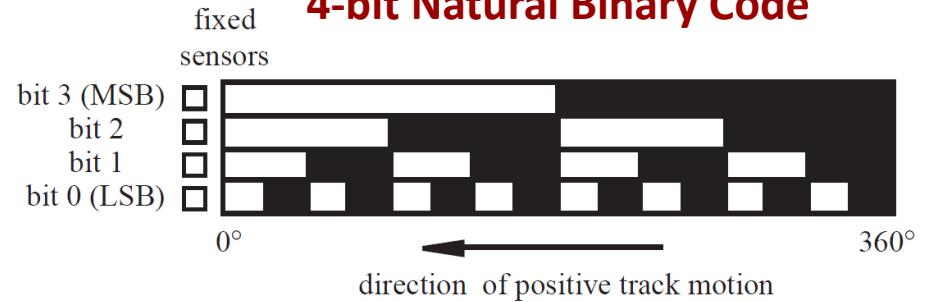 4-bit Natural Binary Code
fixed
sensors
bit 3 (MSB)
bit 2
bit 1
bit 0 (LSB)
0° 360°
direction of positive track motion